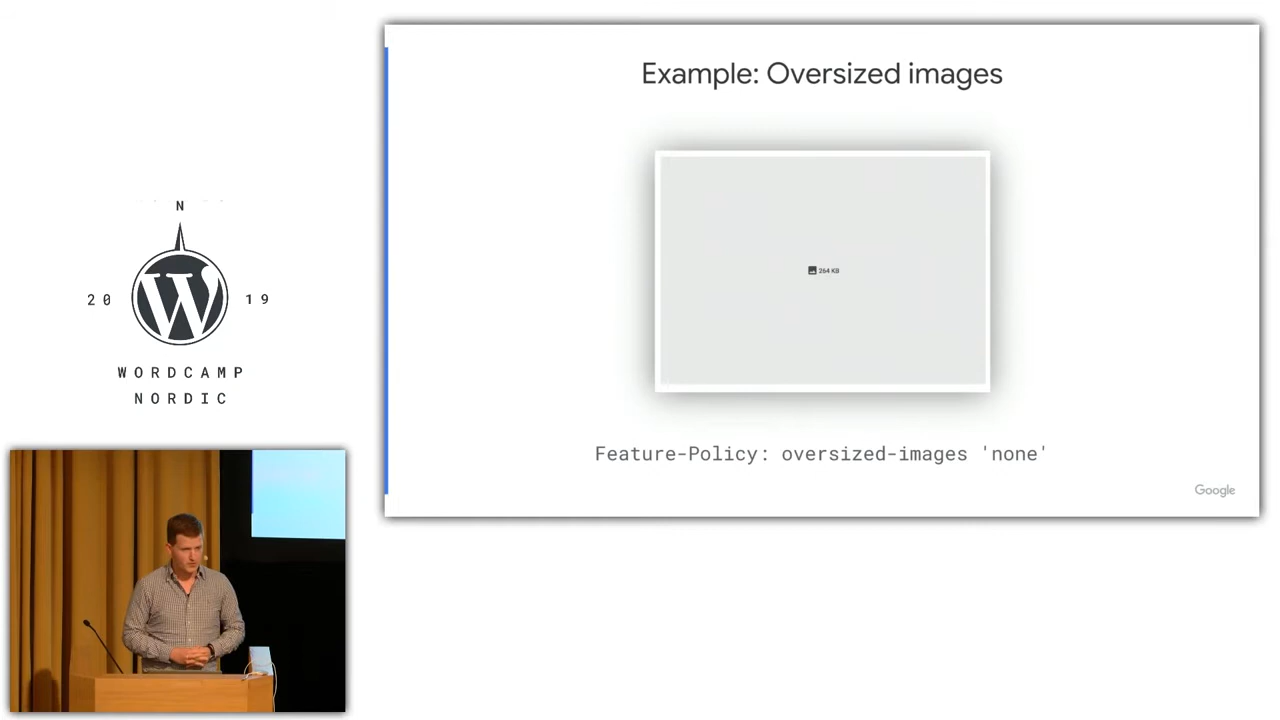 Example: Oversized images
264 KB
Feature-Policy: oversized-images 'none'
Google
N
20 19
WORDCAMP
NORDIC